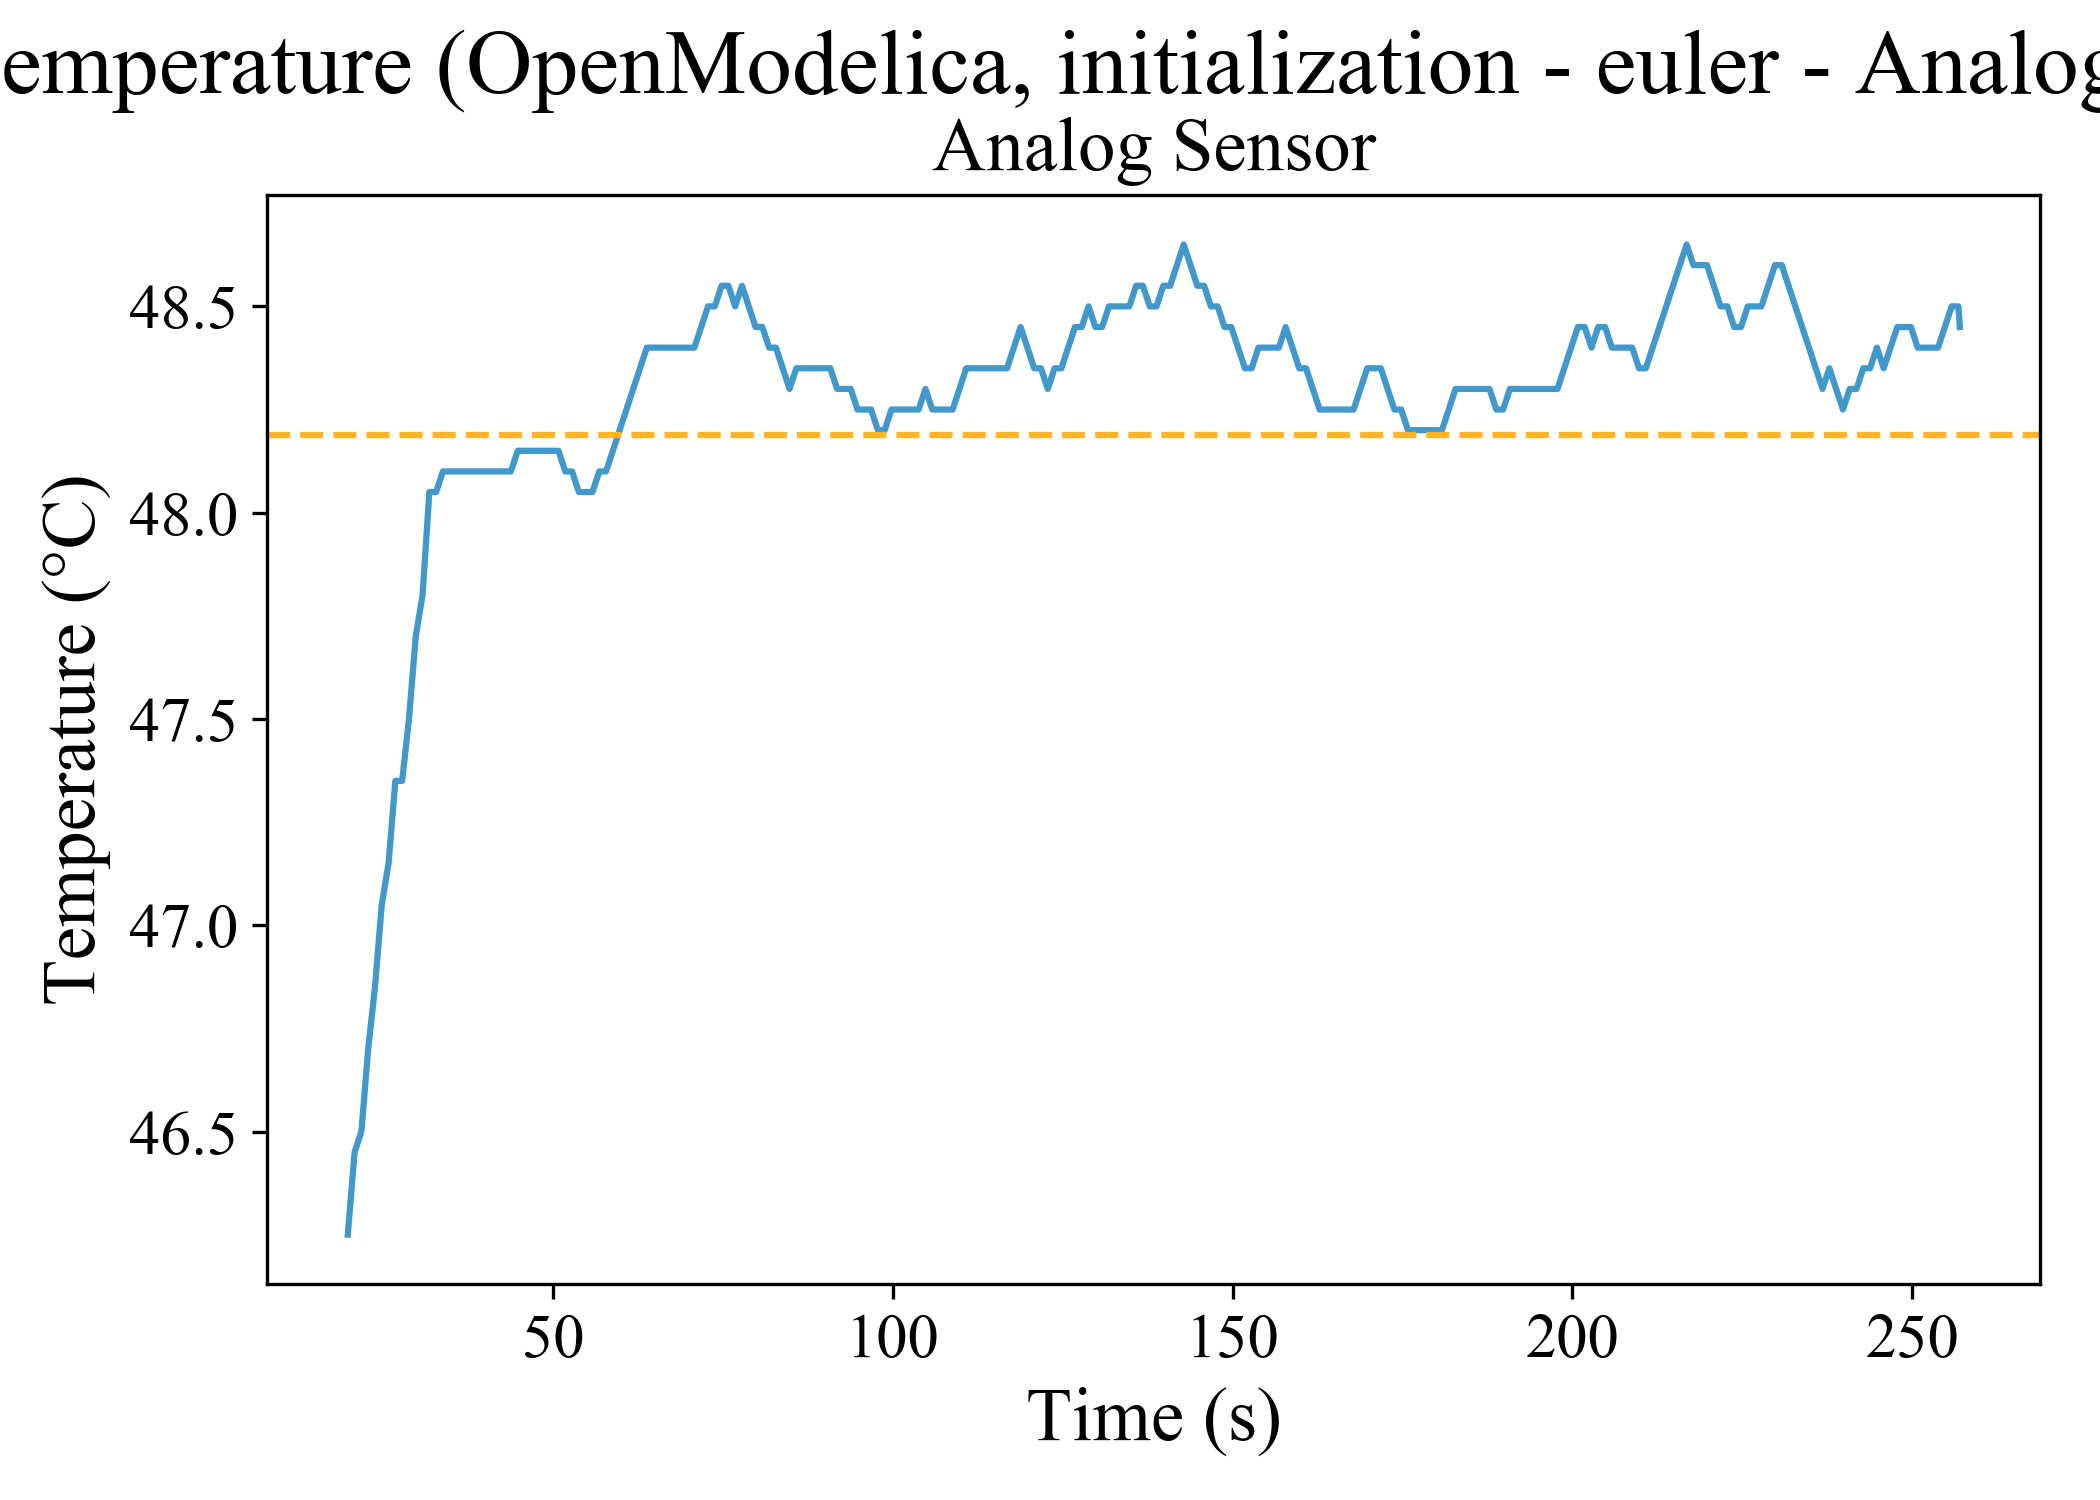 emperature (OpenModelica, initialization - euler - Analog
Analog Sensor
48.5
48.0
47.5
47.0
46.5
Temperature (°C)
50 100 150 200 250
Time (s)